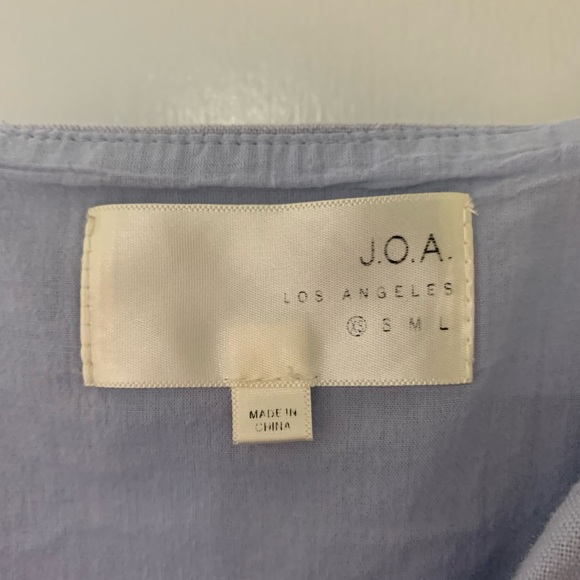 J.O.A.
LOS ANGELES
XS S M L
MADE IN
CHINA